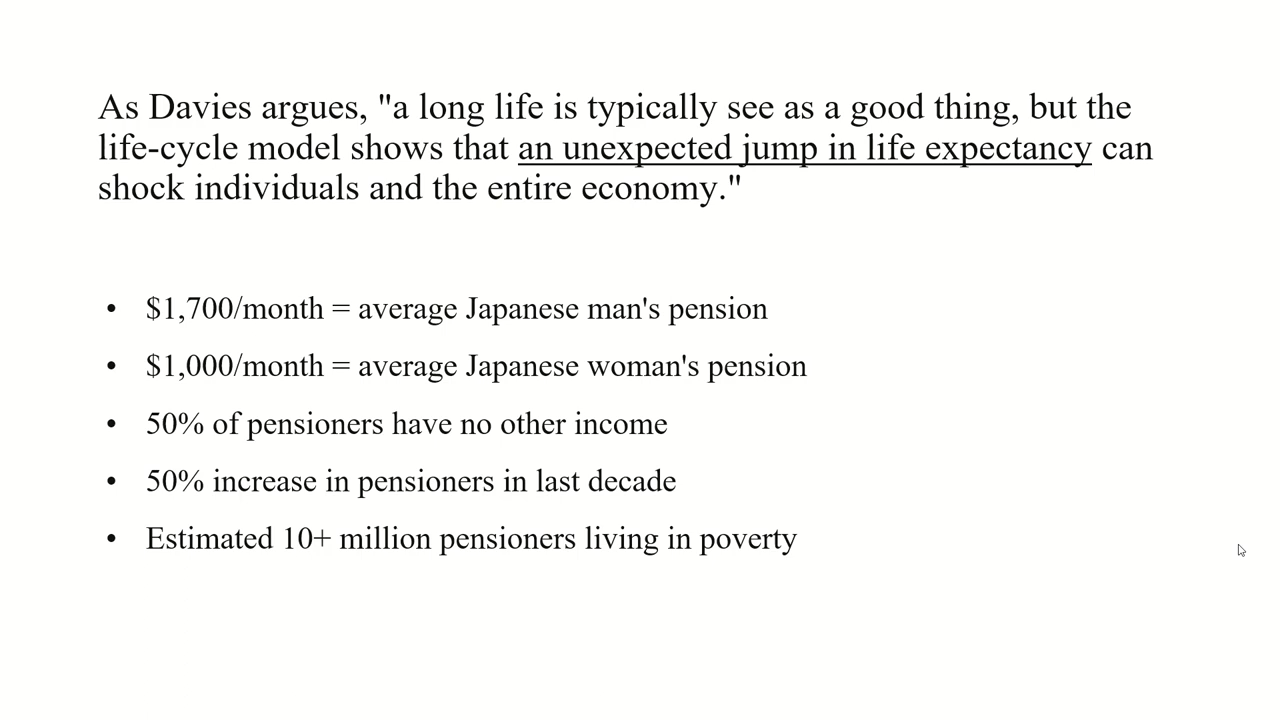 As Davies argues, "a long life is typically see as a good thing, but the
life-cycle model shows that an unexpected jump in life expectancy can
shock individuals and the entire economy."
• $1,700/month = average Japanese man's pension
• $1,000/month = average Japanese woman's pension
• 50% of pensioners have no other income
• 50% increase in pensioners in last decade
• Estimated 10+ million pensioners living in poverty